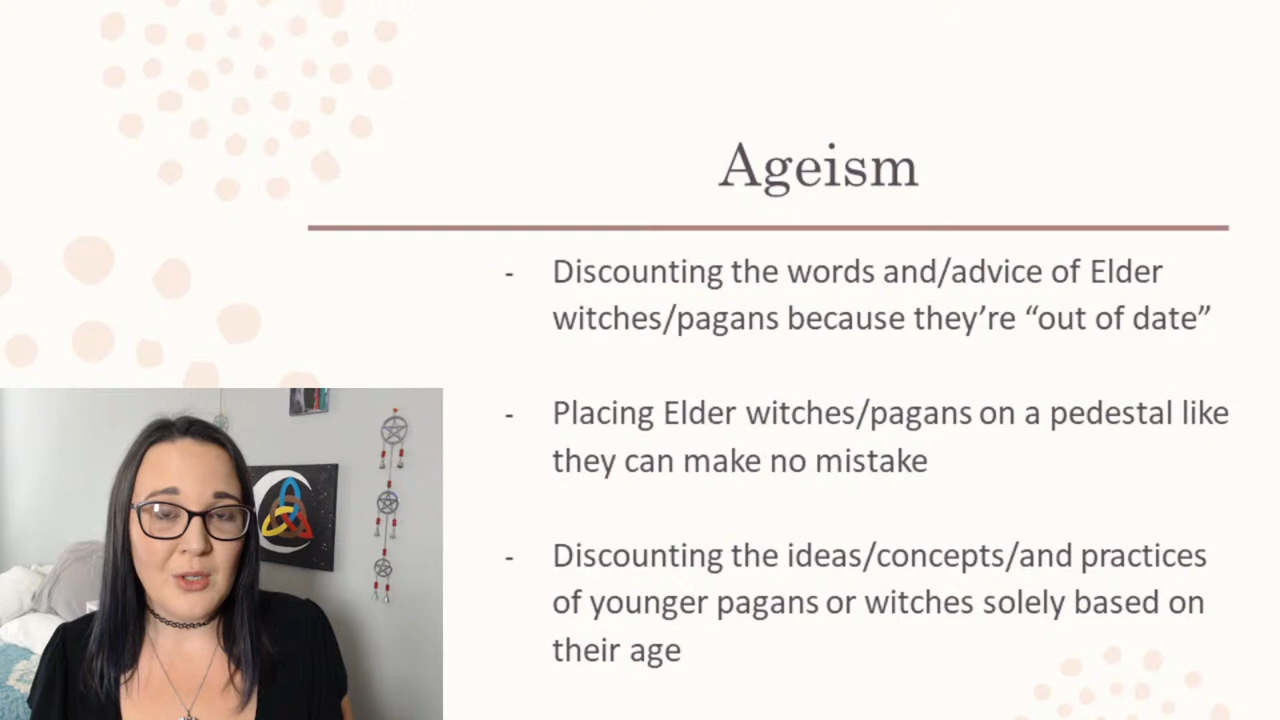 Ageism
- Discounting the words and/advice of Elder
witches/pagans because they’re “out of date”
- Placing Elder witches/pagans on a pedestal like
they can make no mistake
- Discounting the ideas/concepts/and practices
of younger pagans or witches solely based on
their age